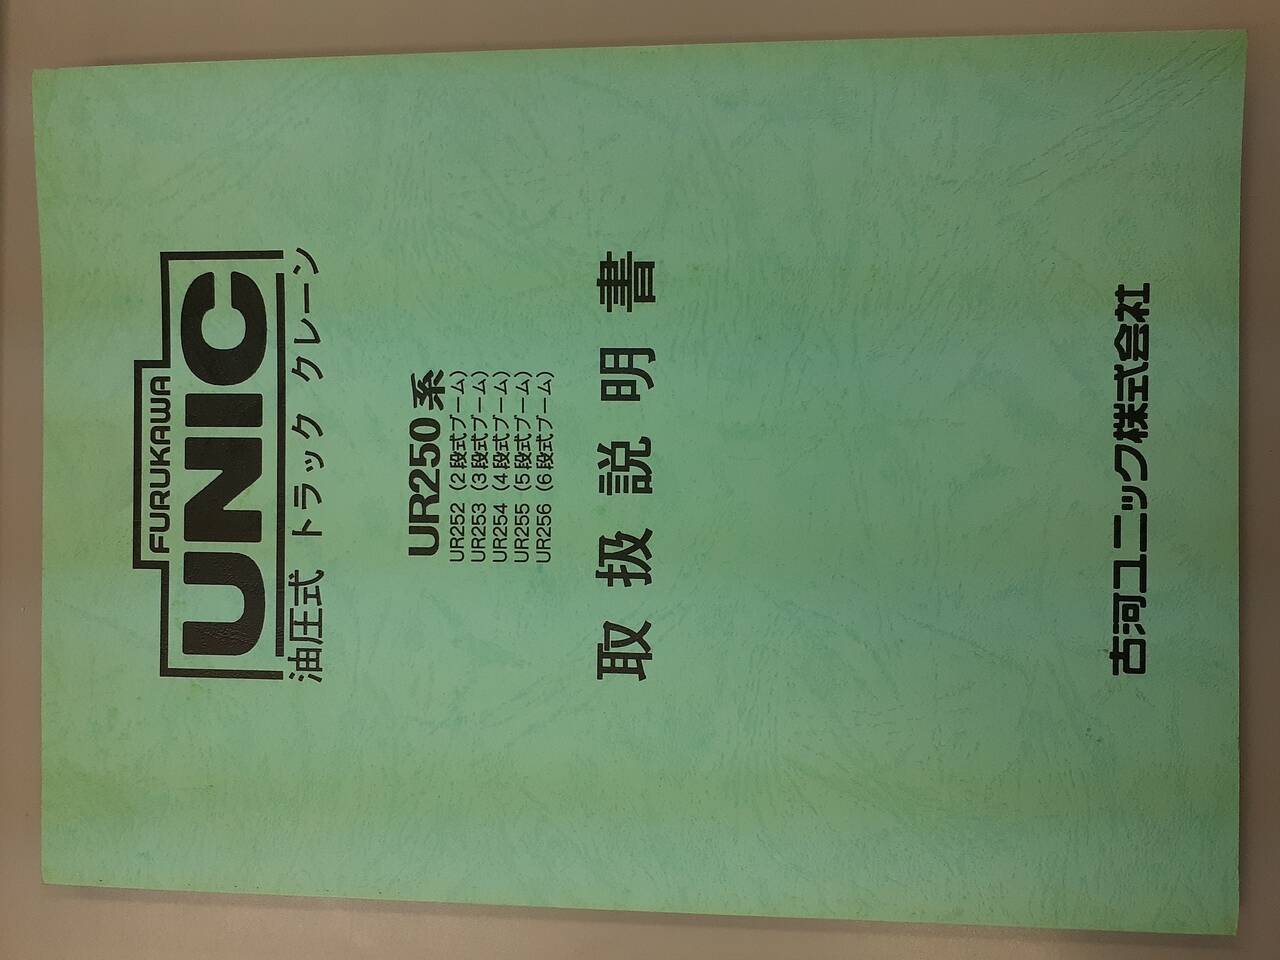 FURUKAWA
UNIC
油圧式 トラック クレーン
UR250系
UR252 (2段式ブーム)
UR253 (3段式ブーム)
UR254 (4段式ブーム)
UR255 (5段式ブーム)
UR256 (6段式ブーム)
取扱説明書
古河ユニック株式会社